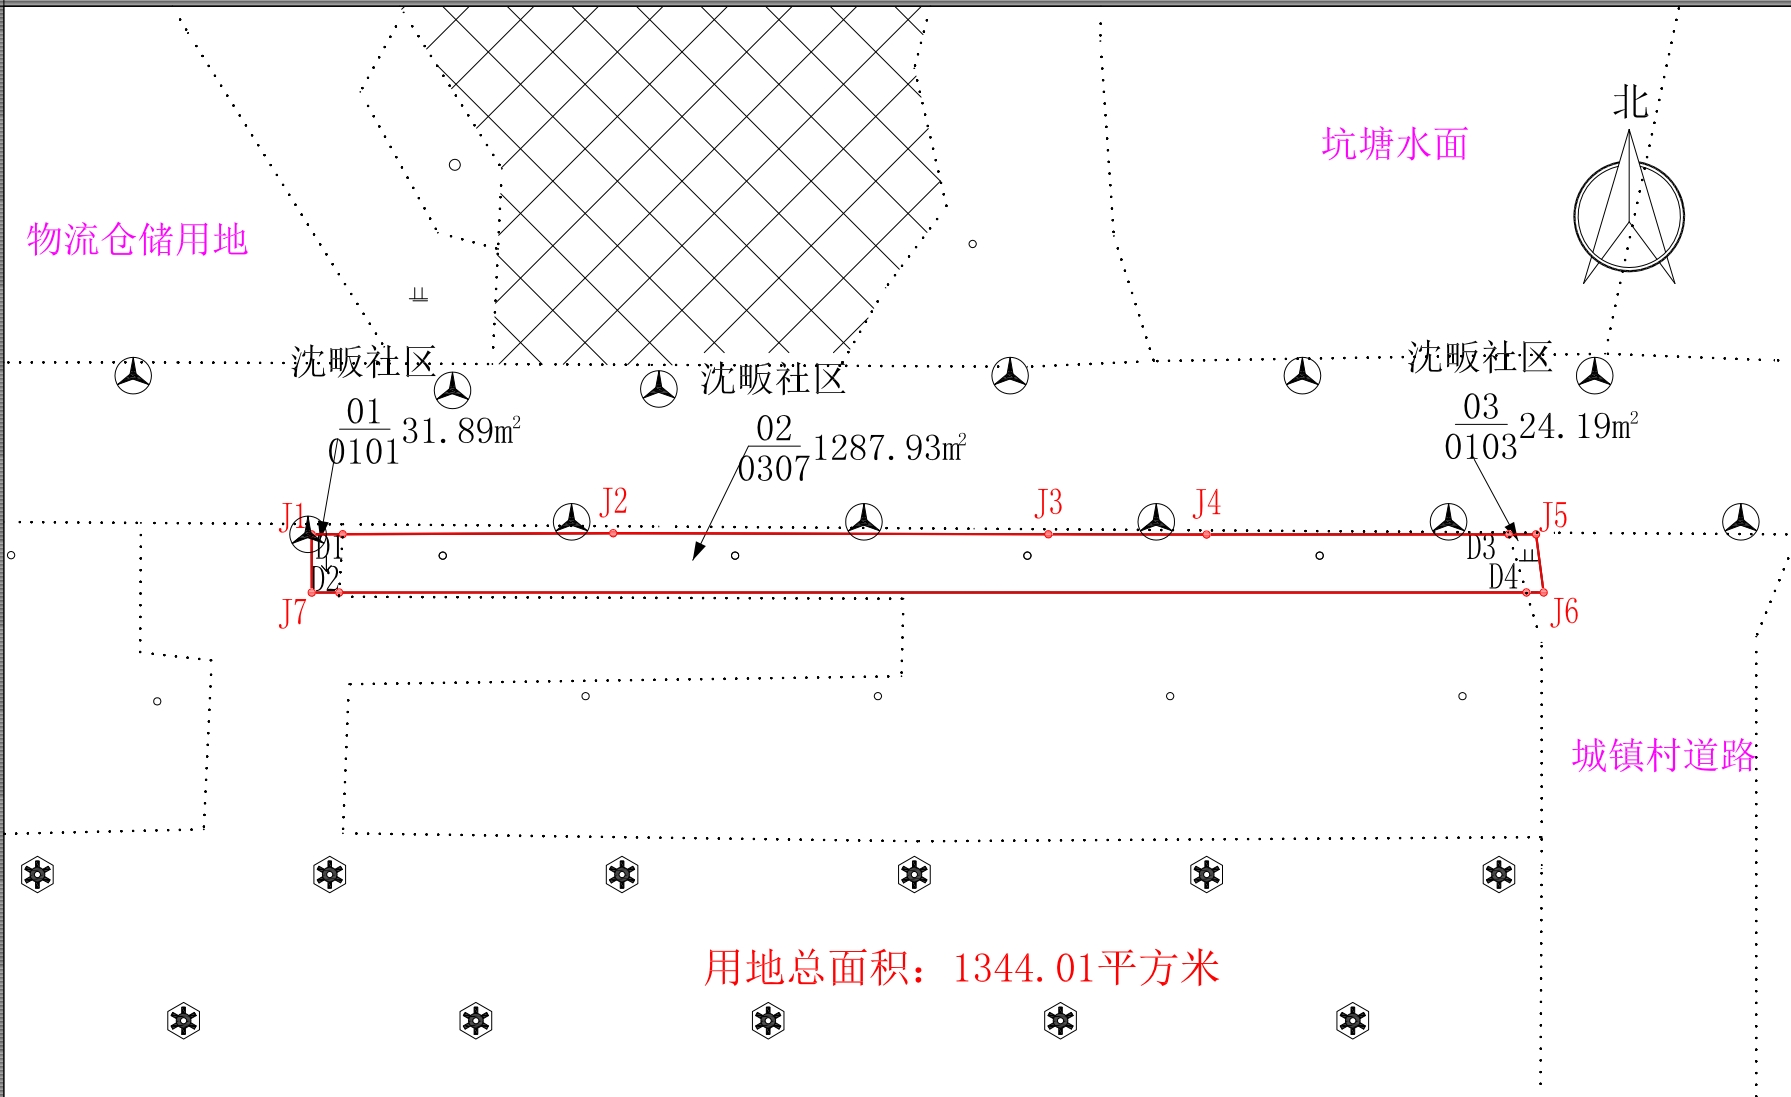 北
坑塘水面
物流仓储用地
沈畈社区
01
0101
31.89m²
沈畈社区
02
0307
1287.93m²
沈畈社区
03
0103
24.19m²
J1
J2
J3
J4
J5
D1
D2
D3
D4
J7
J6
城镇村道路
用地总面积：1344.01平方米